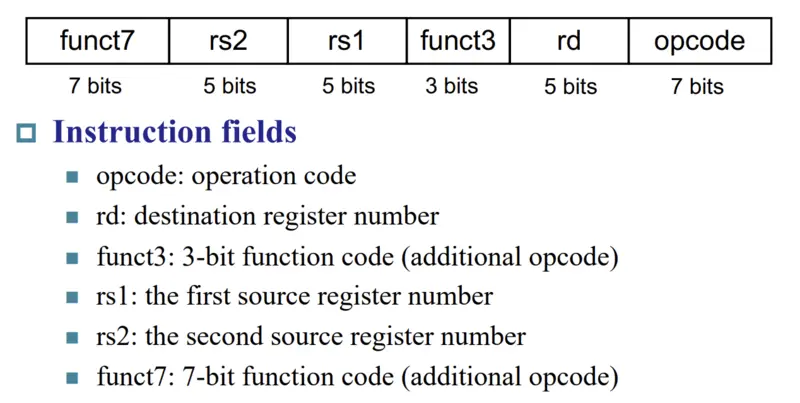 funct7 rs2 rs1 funct3 rd opcode
7 bits 5 bits 5 bits 3 bits 5 bits 7 bits
Instruction fields
opcode: operation code
rd: destination register number
funct3: 3-bit function code (additional opcode)
rs1: the first source register number
rs2: the second source register number
funct7: 7-bit function code (additional opcode)